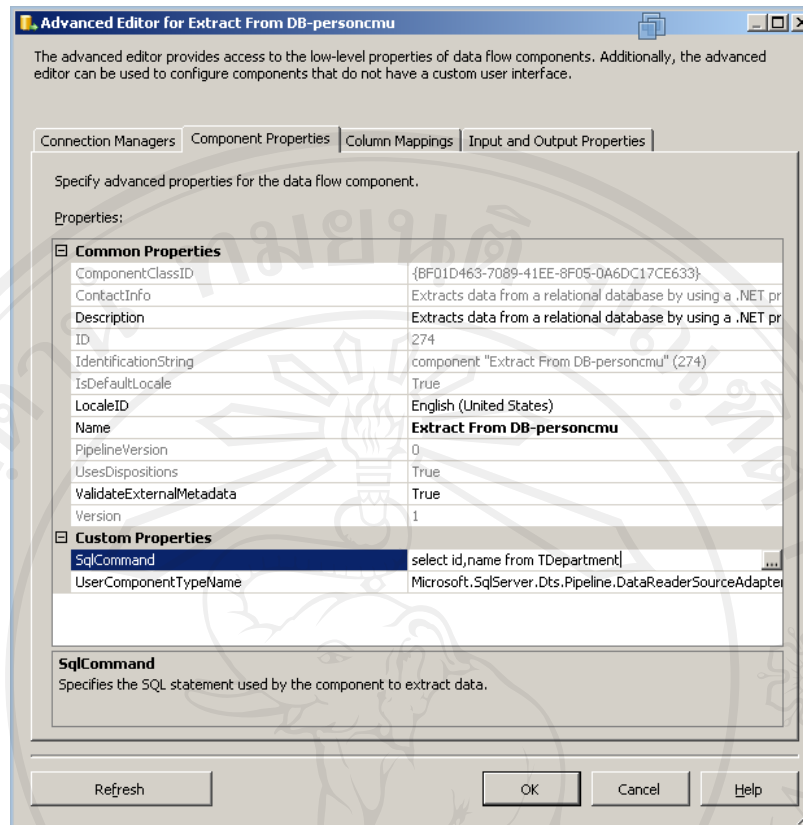 Advanced Editor for Extract From DB-personcmu
The advanced editor provides access to the low-level properties of data flow components. Additionally, the advanced
editor can be used to configure components that do not have a custom user interface.
Connection Managers Component Properties Column Mappings Input and Output Properties
Specify advanced properties for the data flow component.
Properties:
Common Properties
ComponentClassID {BF01D463-7089-41EE-8F05-0A6DC17CE633}
ContactInfo Extracts data from a relational database by using a .NET pr
Description Extracts data from a relational database by using a .NET pr
ID 274
IdentificationString component "Extract From DB-personcmu" (274)
IsDefaultLocale True
LocaleID English (United States)
Name Extract From DB-personcmu
PipelineVersion 0
UsesDispositions True
ValidateExternalMetadata True
Version 1
Custom Properties
SqlCommand select id,name from TDepartment ...
UserComponentTypeName Microsoft.SqlServer.Dts.Pipeline.DataReaderSourceAdapter
SqlCommand
Specifies the SQL statement used by the component to extract data.
Refresh OK Cancel Help